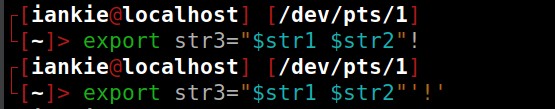 ┌[iankie@localhost] [/dev/pts/1]
└[~]> export str3="$str1 $str2"!
┌[iankie@localhost] [/dev/pts/1]
└[~]> export str3="$str1 $str2"'!'